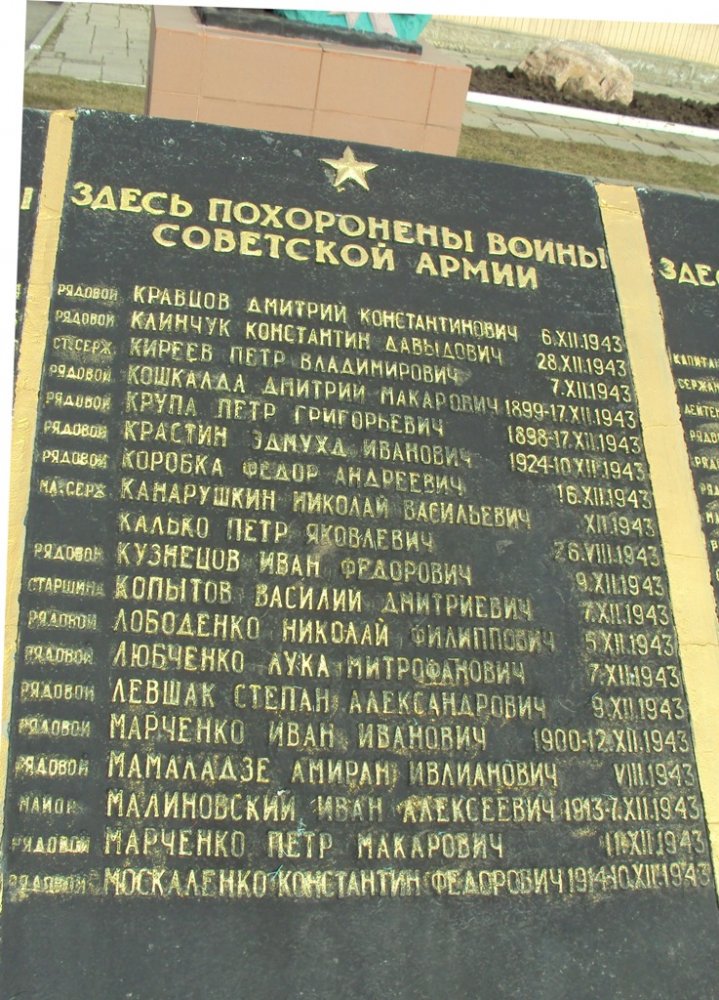 ЗДЕСЬ ПОХОРОНЕНЫ ВОИНЫ
СОВЕТСКОЙ АРМИИ
РЯДОВОЙ КРАВЦОВ ДМИТРИЙ КОНСТАНТИНОВИЧ 6.XII.1943
РЯДОВОЙ КЛИНЧУК КОНСТАНТИН ДАВЫДОВИЧ 28.XII.1943
СТ.СЕРЖ. КИРЕЕВ ПЕТР ВЛАДИМИРОВИЧ 7.XII.1943
РЯДОВОЙ КОШКАЛДА ДМИТРИЙ МАКАРОВИЧ 1899-17.XII.1943
РЯДОВОЙ КРУПА ПЕТР ГРИГОРЬЕВИЧ 1898-17.XII.1943
РЯДОВОЙ КРАСТИН ЭДМУХД ИВАНОВИЧ 1924-10.XII.1943
РЯДОВОЙ КОРОБКА ФЕДОР АНДРЕЕВИЧ 16.XII.1943
МЛ.СЕРЖ КАНАРУШКИН НИКОЛАЙ ВАСИЛЬЕВИЧ XII.1943
КАЛЬКО ПЕТР ЯКОВЛЕВИЧ 26.VIII.1943
РЯДОВОЙ КУЗНЕЦОВ ИВАН ФЕДОРОВИЧ 9.XII.1943
СТАРШИНА КОПЫТОВ ВАСИЛИЙ ДМИТРИЕВИЧ 7.XII.1943
РЯДОВОЙ ЛОБОДЕНКО НИКОЛАЙ ФИЛИППОВИЧ 5.XII.1943
РЯДОВОЙ ЛЮБЧЕНКО ЛУКА МИТРОФАНОВИЧ 7.XII.1943
РЯДОВОЙ ЛЕВШАК СТЕПАН АЛЕКСАНДРОВИЧ 9.XII.1943
РЯДОВОЙ МАРЧЕНКО ИВАН ИВАНОВИЧ 1900-12.XII.1943
РЯДОВОЙ МАМАЛАДЗЕ АМИРАН ИВЛИАНОВИЧ VIII.1943
МАЙОР МАЛИНОВСКИЙ ИВАН АЛЕКСЕЕВИЧ 1913-7.XII.1943
РЯДОВОЙ МАРЧЕНКО ПЕТР МАКАРОВИЧ 11.XII.1943
РЯДОВОЙ МОСКАЛЕНКО КОНСТАНТИН ФЕДОРОВИЧ 1914-10.XII.1943